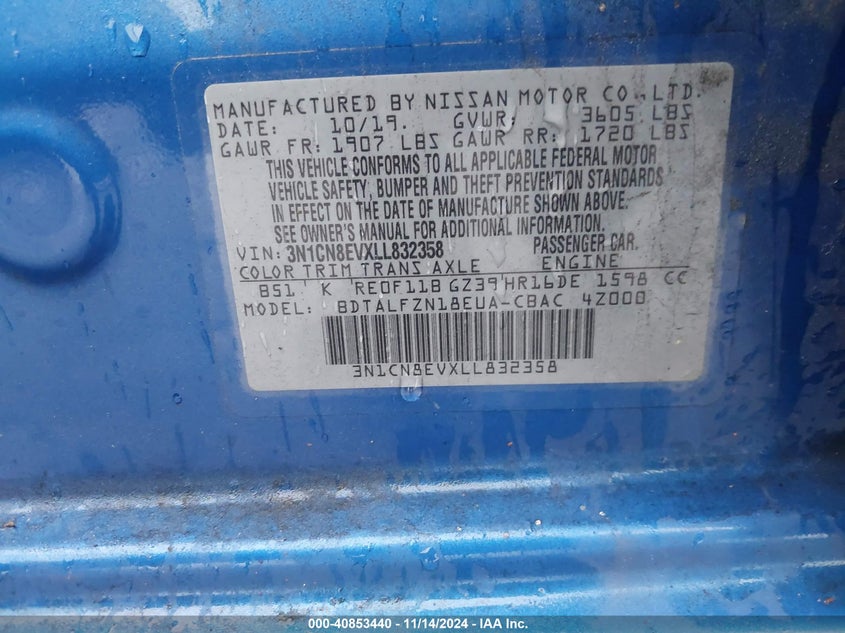 MANUFACTURED BY NISSAN MOTOR CO.,LTD.
DATE: 10/19. GVWR: 3605 LBS
GAWR FR: 1907 LBS GAWR RR: 1720 LBS
THIS VEHICLE CONFORMS TO ALL APPLICABLE FEDERAL MOTOR
VEHICLE SAFETY, BUMPER AND THEFT PREVENTION STANDARDS
IN EFFECT ON THE DATE OF MANUFACTURE SHOWN ABOVE.
SEE OWNER'S MANUAL FOR ADDITIONAL INFORMATION.
VIN: 3N1CN8EVXLL832358 PASSENGER CAR.
COLOR TRIM TRANS AXLE ENGINE
B51 K RE0F11B GZ39 HR16DE 1598 CC
MODEL: BDTALFZN18EUA-CBAC 4Z000
3N1CN8EVXLL832358
000-40853440 - 11/14/2024 - IAAI.com